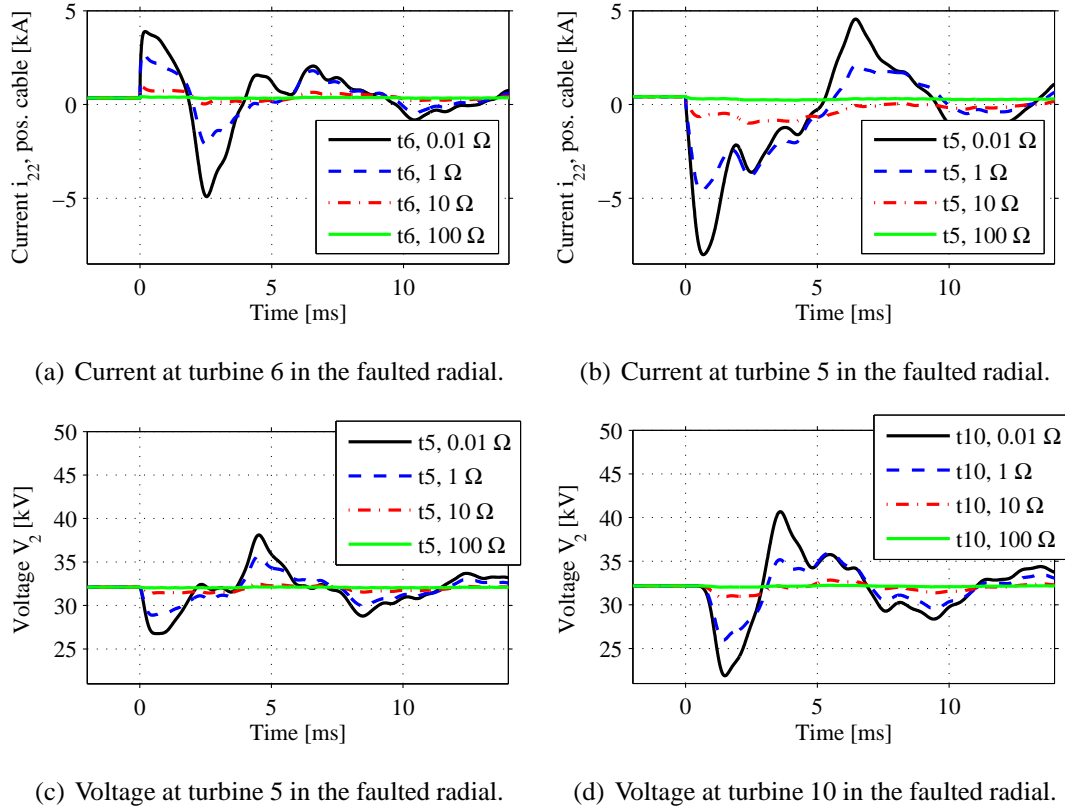 Current i22, pos. cable [kA]
5
0
−5
t6, 0.01 Ω
t6, 1 Ω
t6, 10 Ω
t6, 100 Ω
0
5
10
Time [ms]
(a) Current at turbine 6 in the faulted radial.
Current i22, pos. cable [kA]
5
0
−5
t5, 0.01 Ω
t5, 1 Ω
t5, 10 Ω
t5, 100 Ω
0
5
10
Time [ms]
(b) Current at turbine 5 in the faulted radial.
Voltage V2 [kV]
50
45
40
35
30
25
t5, 0.01 Ω
t5, 1 Ω
t5, 10 Ω
t5, 100 Ω
0
5
10
Time [ms]
(c) Voltage at turbine 5 in the faulted radial.
Voltage V2 [kV]
50
45
40
35
30
25
t10, 0.01 Ω
t10, 1 Ω
t10, 10 Ω
t10, 100 Ω
0
5
10
Time [ms]
(d) Voltage at turbine 10 in the faulted radial.